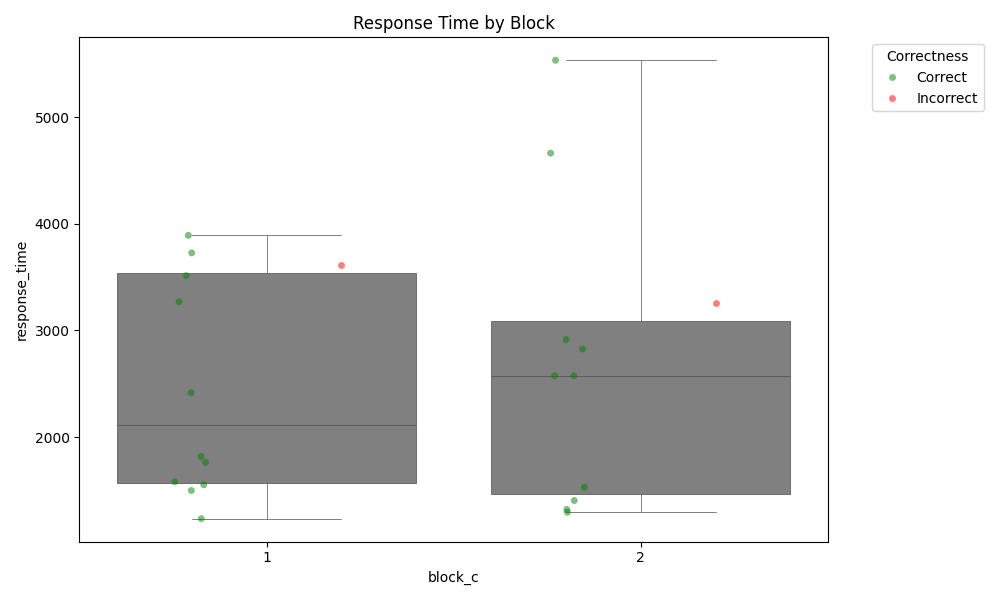 Response Time by Block
Correctness
Correct
Incorrect
response_time
5000
4000
3000
2000
1
2
block_c